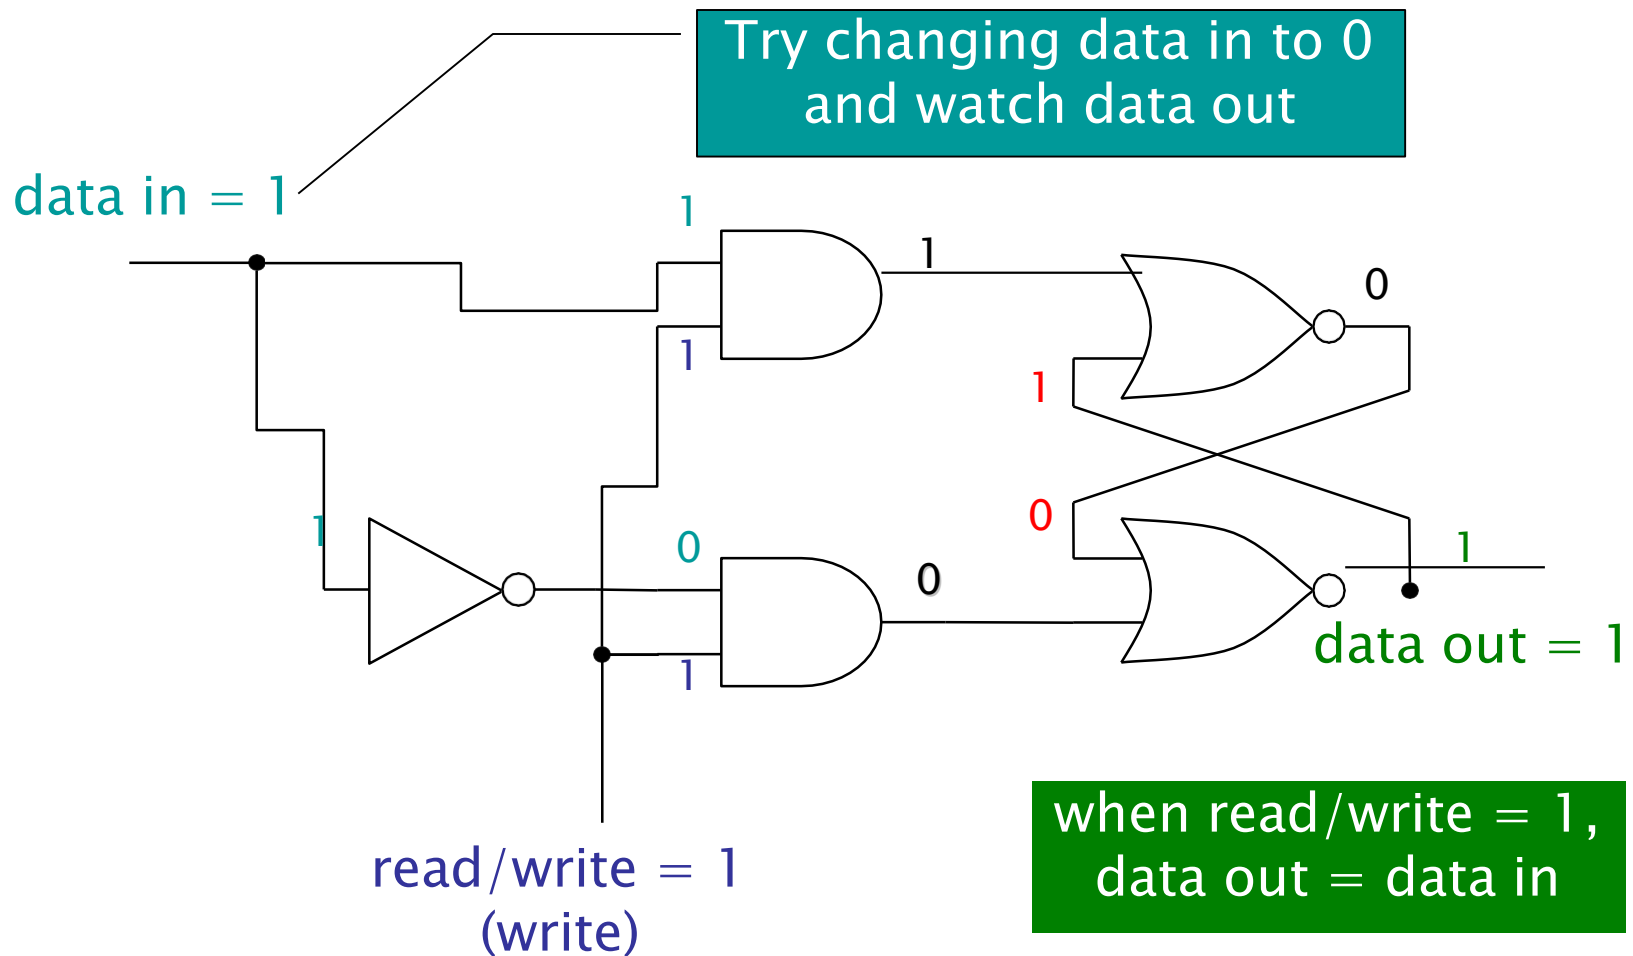 Try changing data in to 0
and watch data out
data in = 1
1
1
0
1
1
0
1
0
0
1
1
data out = 1
when read/write = 1,
data out = data in
read/write = 1
(write)